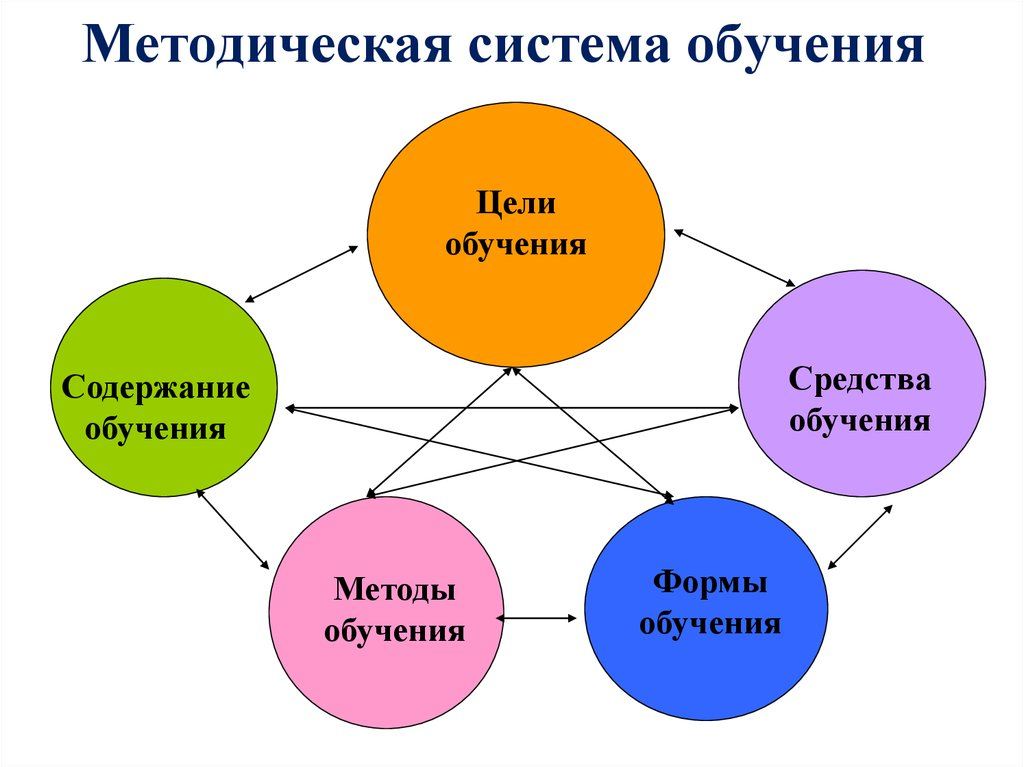 Методическая система обучения
Цели
обучения
Содержание
обучения
Средства
обучения
Методы
обучения
Формы
обучения